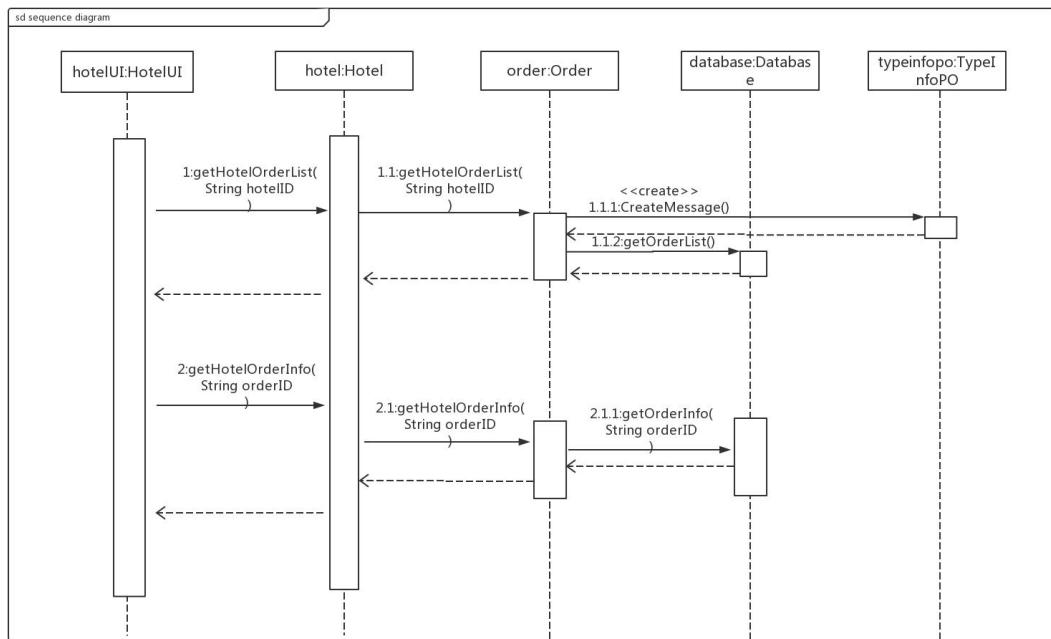 sd sequence diagram
hotelUI:HotelUI
hotel:Hotel
order:Order
database:Databas
e
typeinfopo:TypeI
nfoPO
1:getHotelOrderList(
String hotelID
)
1.1:getHotelOrderList(
String hotelID
)
<<create>>
1.1.1:CreateMessage()
1.1.2:getOrderList()
2:getHotelOrderInfo(
String orderID
)
2.1:getHotelOrderInfo(
String orderID
)
2.1.1:getOrderInfo(
String orderID
)